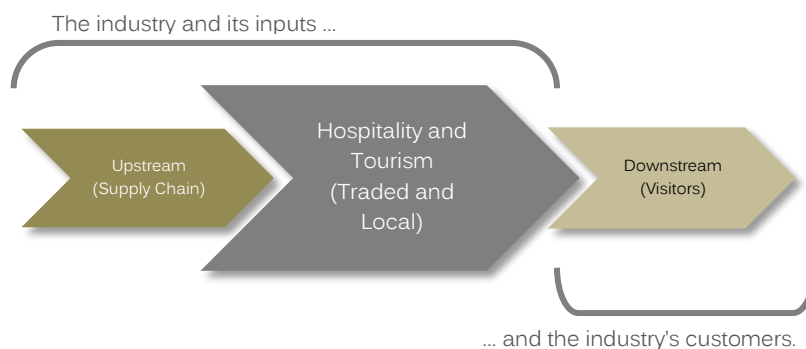 The industry and its inputs ...
Upstream
(Supply Chain)
Hospitality and
Tourism
(Traded and
Local)
Downstream
(Visitors)
... and the industry’s customers.